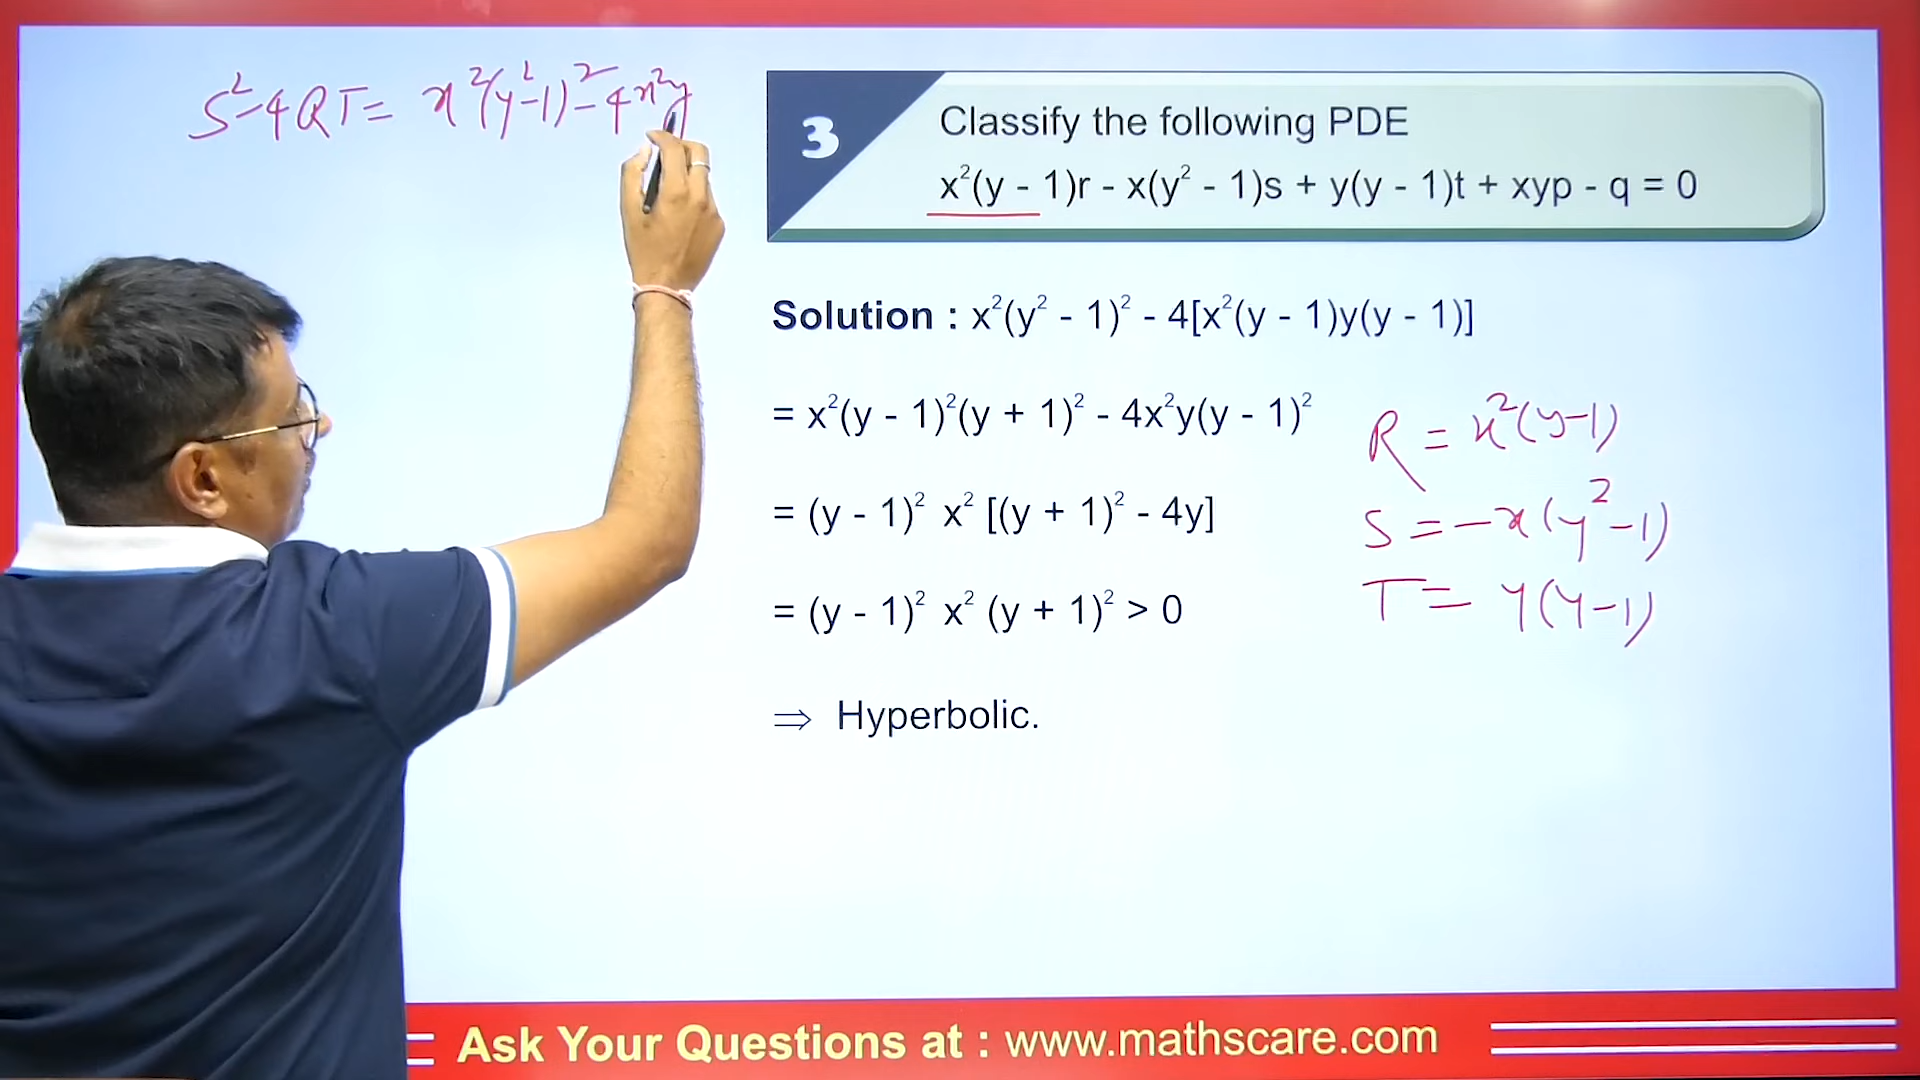 S²-4QT= x²(y²-1)²-4x²y
3
Classify the following PDE
x²(y - 1)r - x(y² - 1)s + y(y - 1)t + xyp - q = 0
Solution : x²(y² - 1)² - 4[x²(y - 1)y(y - 1)]
= x²(y - 1)²(y + 1)² - 4x²y(y - 1)²
= (y - 1)² x² [(y + 1)² - 4y]
= (y - 1)² x² (y + 1)² > 0
⇒ Hyperbolic.
R = x²(y-1)
S = -x(y²-1)
T = y(y-1)
Ask Your Questions at : www.mathscare.com